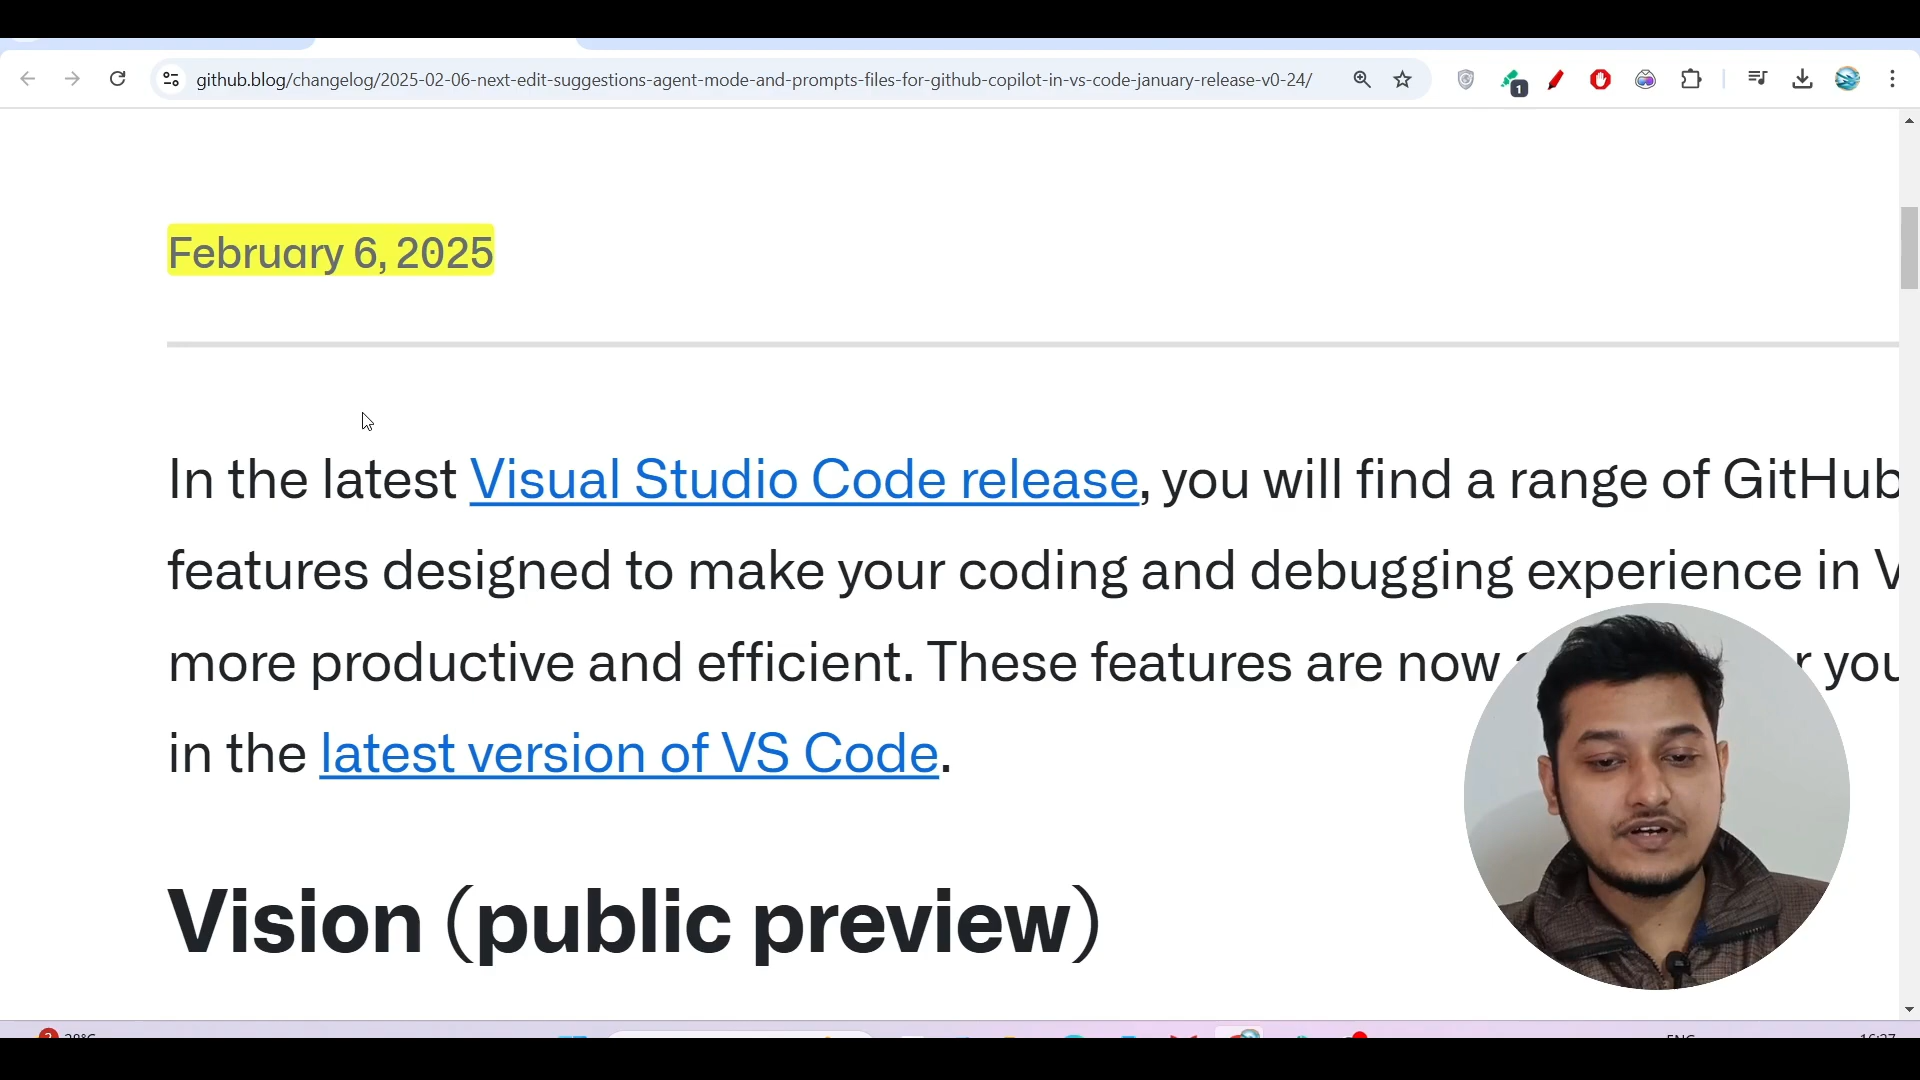 github.blog/changelog/2025-02-06-next-edit-suggestions-agent-mode-and-prompts-files-for-github-copilot-in-vs-code-january-release-v0-24/
1
February 6, 2025
In the latest Visual Studio Code release, you will find a range of GitHub
features designed to make your coding and debugging experience in V
more productive and efficient. These features are now
you
in the latest version of VS Code.
Vision (public preview)